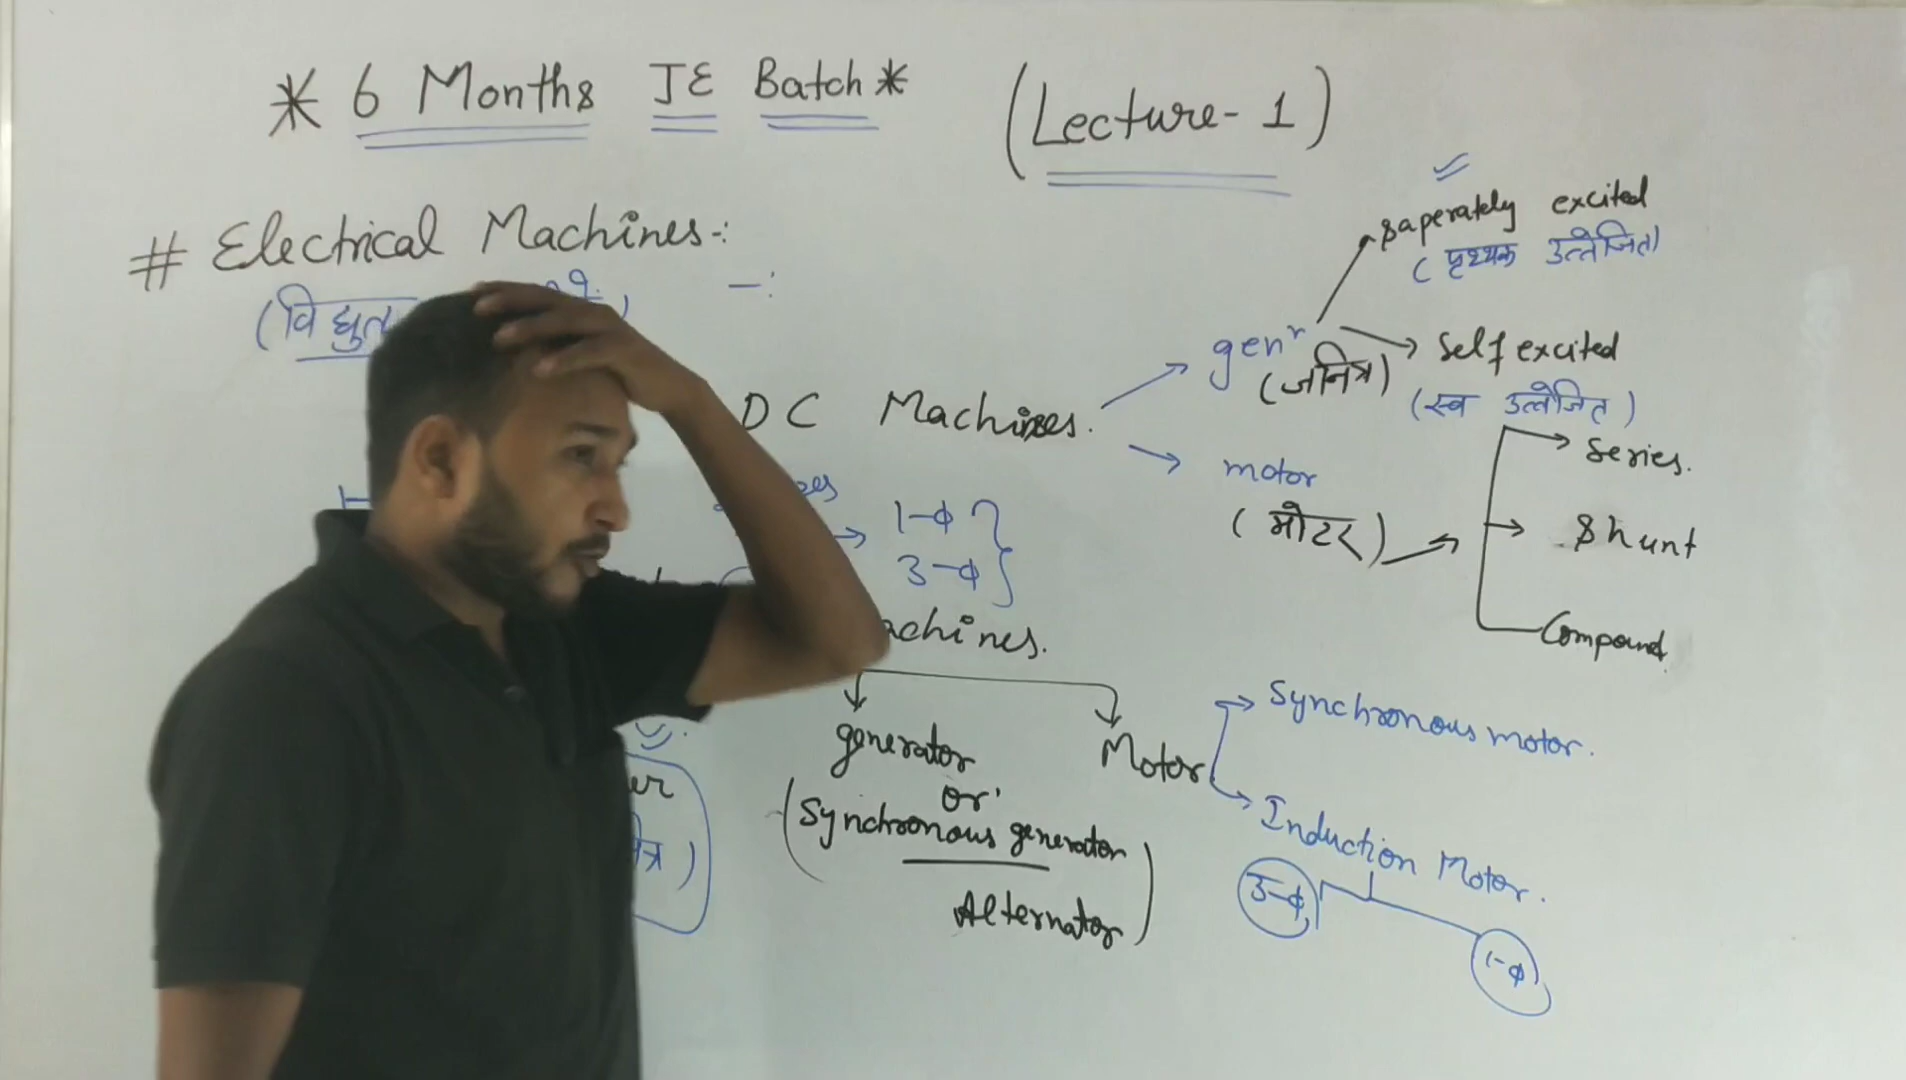 * 6 Months JE Batch * (Lecture-1)
# Electrical Machines -:
(विद्युत
-:
saperately excited
(पृथ्यक उत्तेजित)
genʳ
(जनित्र)
Self excited
(स्व उत्तेजित)
DC Machines.
motor
(मोटर)
Series.
Shunt
Compound.
1-ϕ
3-ϕ
achines.
generator
or
(Synchronous generator
Alternator)
Motor
Synchronous motor.
Induction Motor.
3-ϕ
1-ϕ